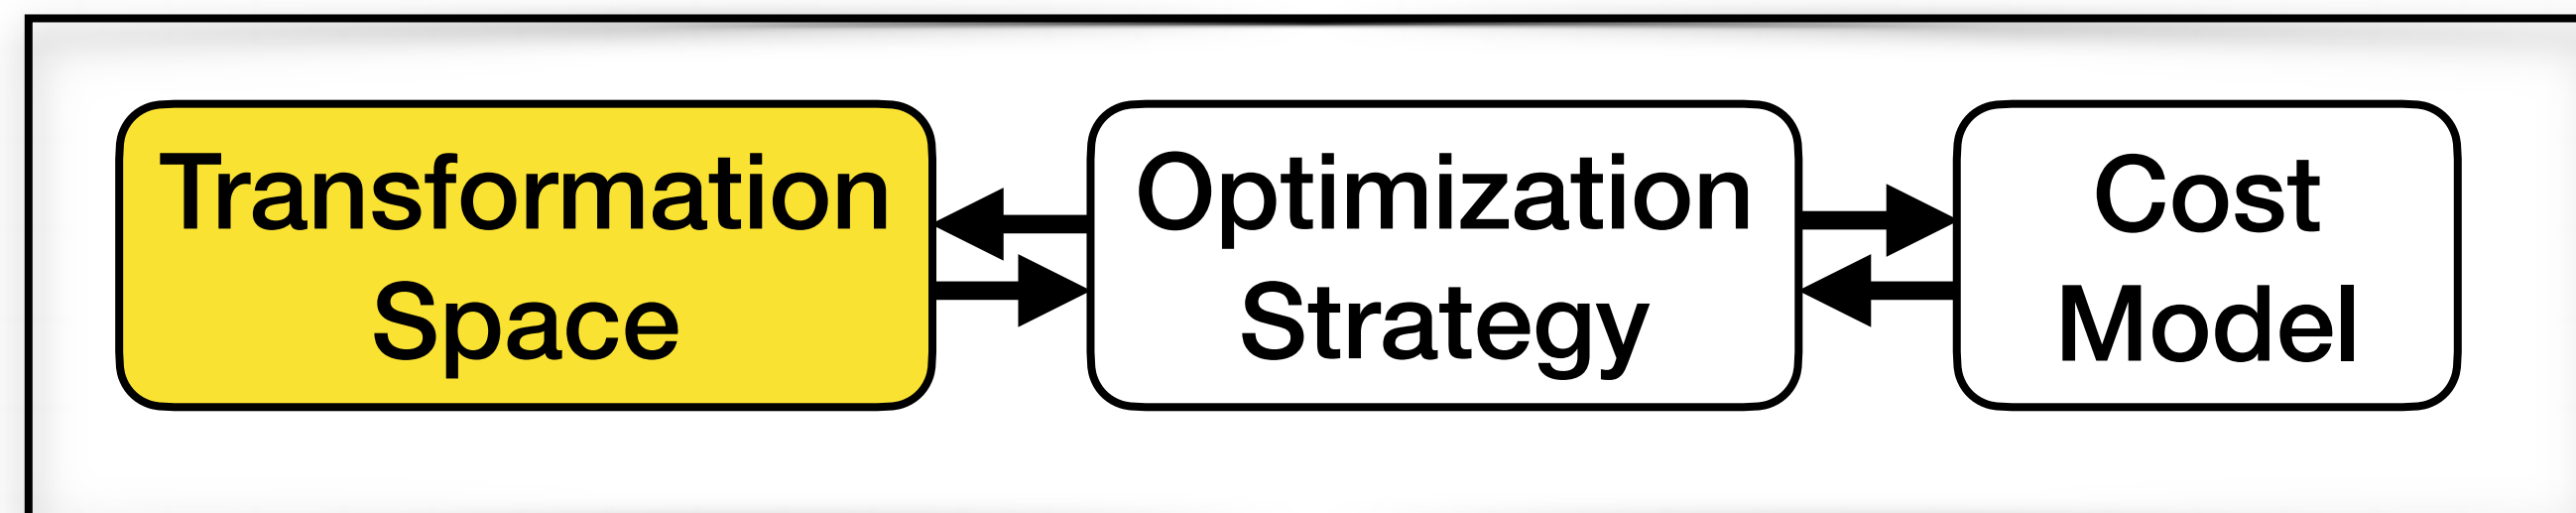 Transformation
Space
Optimization
Strategy
Cost
Model